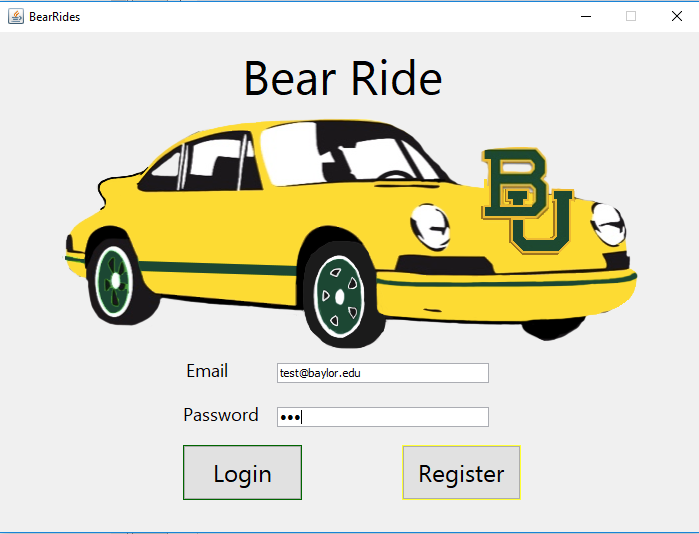 BearRides
Bear Ride
BU
Email
test@baylor.edu
Password
•••
Login
Register